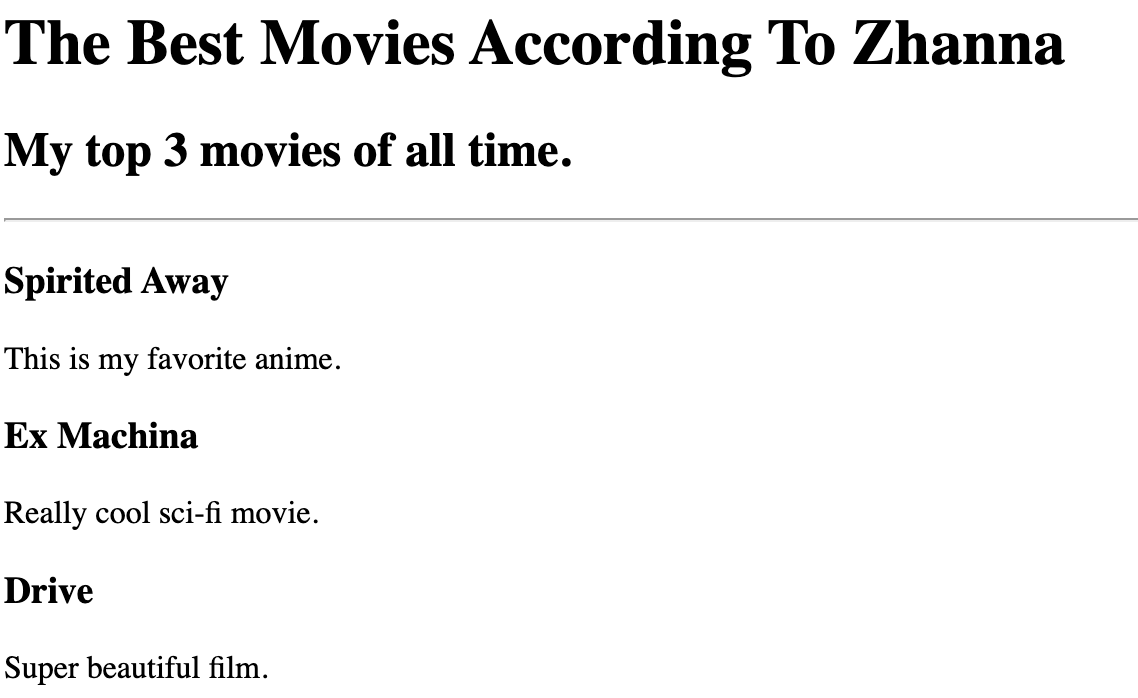 The Best Movies According To Zhanna
My top 3 movies of all time.
Spirited Away
This is my favorite anime.
Ex Machina
Really cool sci-fi movie.
Drive
Super beautiful film.